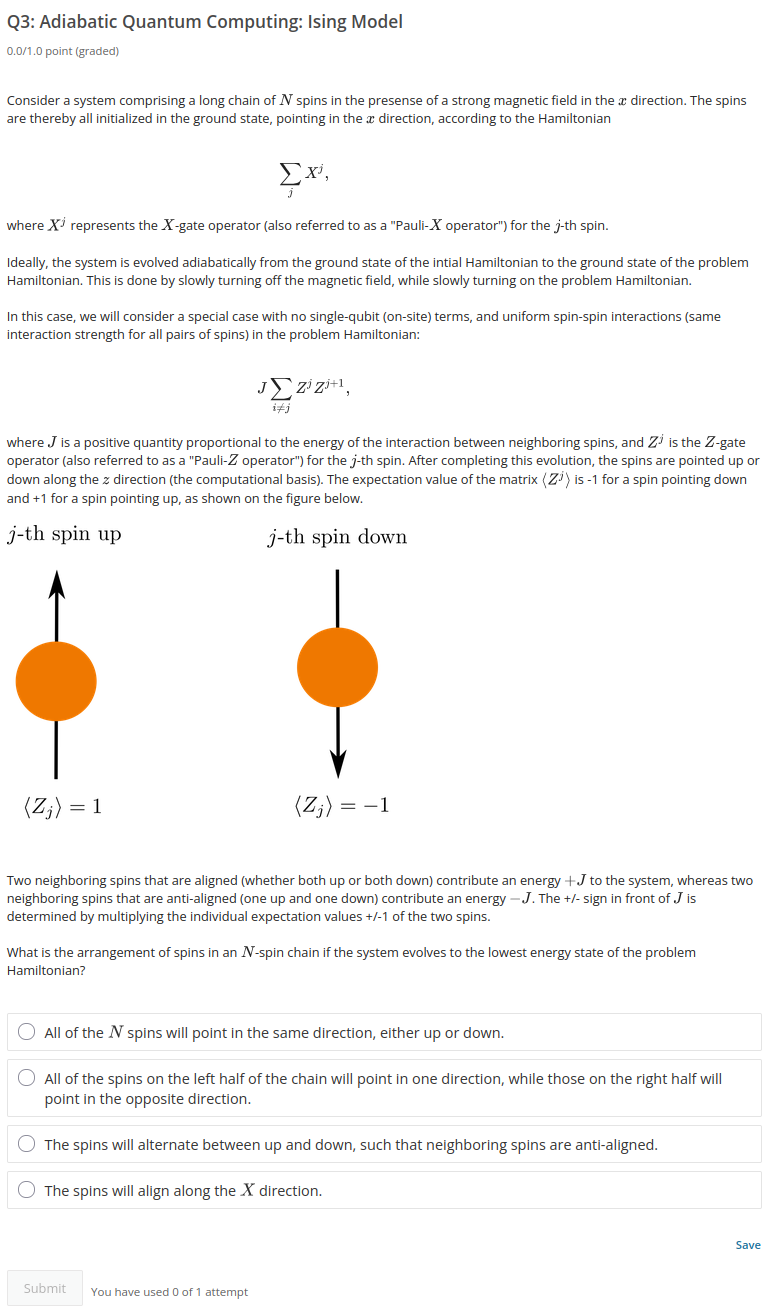 Q3: Adiabatic Quantum Computing: Ising Model
0.0/1.0 point (graded)
Consider a system comprising a long chain of N spins in the presense of a strong magnetic field in the x direction. The spins
are thereby all initialized in the ground state, pointing in the x direction, according to the Hamiltonian
∑_j X^j,
where X^j represents the X-gate operator (also referred to as a "Pauli-X operator") for the j-th spin.
Ideally, the system is evolved adiabatically from the ground state of the intial Hamiltonian to the ground state of the problem
Hamiltonian. This is done by slowly turning off the magnetic field, while slowly turning on the problem Hamiltonian.
In this case, we will consider a special case with no single-qubit (on-site) terms, and uniform spin-spin interactions (same
interaction strength for all pairs of spins) in the problem Hamiltonian:
J ∑_{i≠j} Z^j Z^{j+1},
where J is a positive quantity proportional to the energy of the interaction between neighboring spins, and Z^j is the Z-gate
operator (also referred to as a "Pauli-Z operator") for the j-th spin. After completing this evolution, the spins are pointed up or
down along the z direction (the computational basis). The expectation value of the matrix ⟨Z^j⟩ is -1 for a spin pointing down
and +1 for a spin pointing up, as shown on the figure below.
j-th spin up
j-th spin down
⟨Z_j⟩ = 1
⟨Z_j⟩ = −1
Two neighboring spins that are aligned (whether both up or both down) contribute an energy +J to the system, whereas two
neighboring spins that are anti-aligned (one up and one down) contribute an energy −J. The +/- sign in front of J is
determined by multiplying the individual expectation values +/-1 of the two spins.
What is the arrangement of spins in an N-spin chain if the system evolves to the lowest energy state of the problem
Hamiltonian?
All of the N spins will point in the same direction, either up or down.
All of the spins on the left half of the chain will point in one direction, while those on the right half will
point in the opposite direction.
The spins will alternate between up and down, such that neighboring spins are anti-aligned.
The spins will align along the X direction.
Save
Submit
You have used 0 of 1 attempt